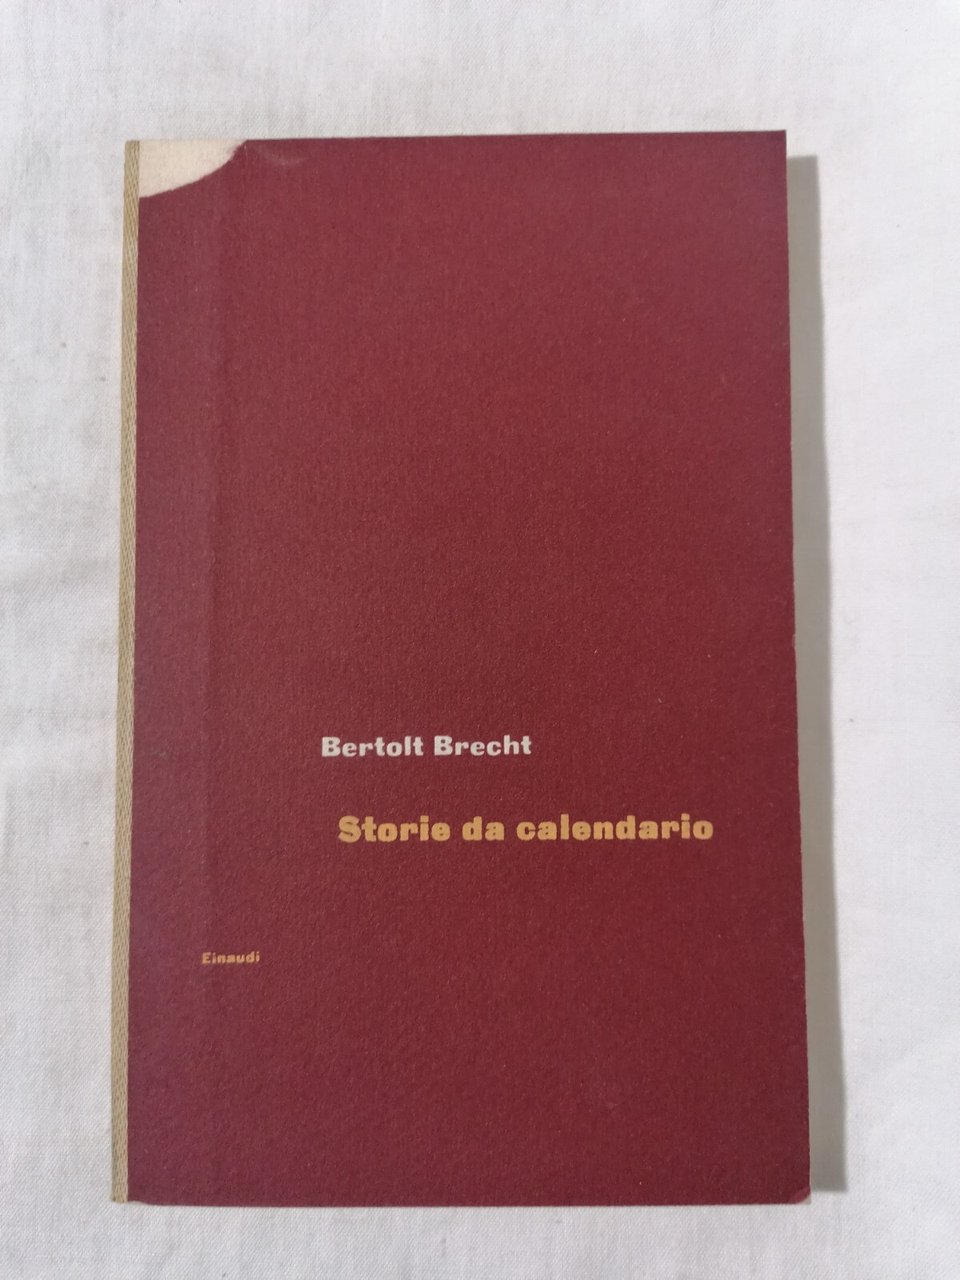 Bertolt Brecht
Storie da calendario
Einaudi